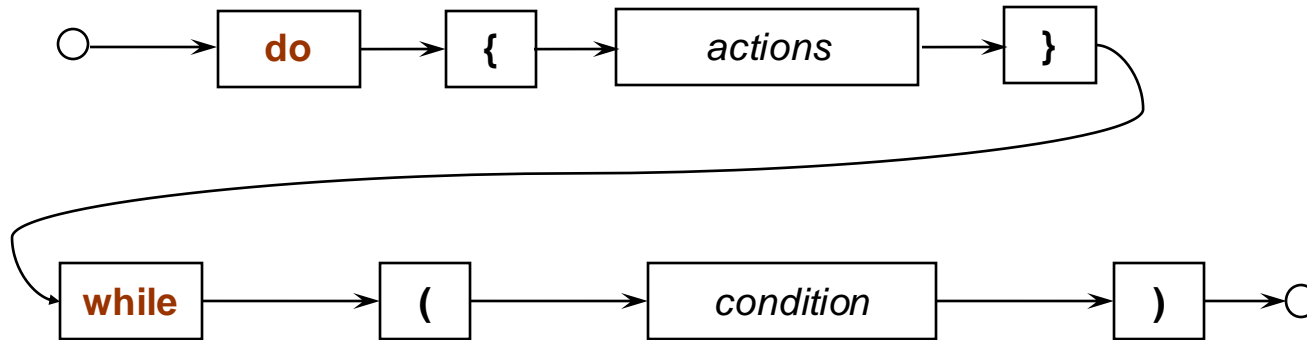 do { actions }
while ( condition )